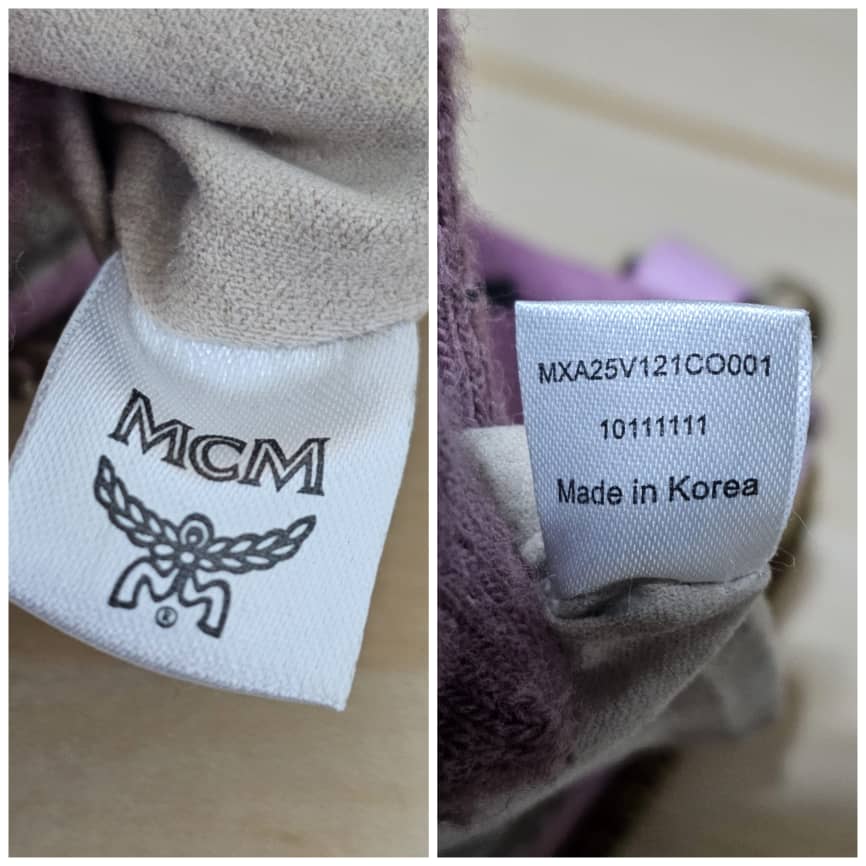 MCM
®
MXA25V121CO001
10111111
Made in Korea